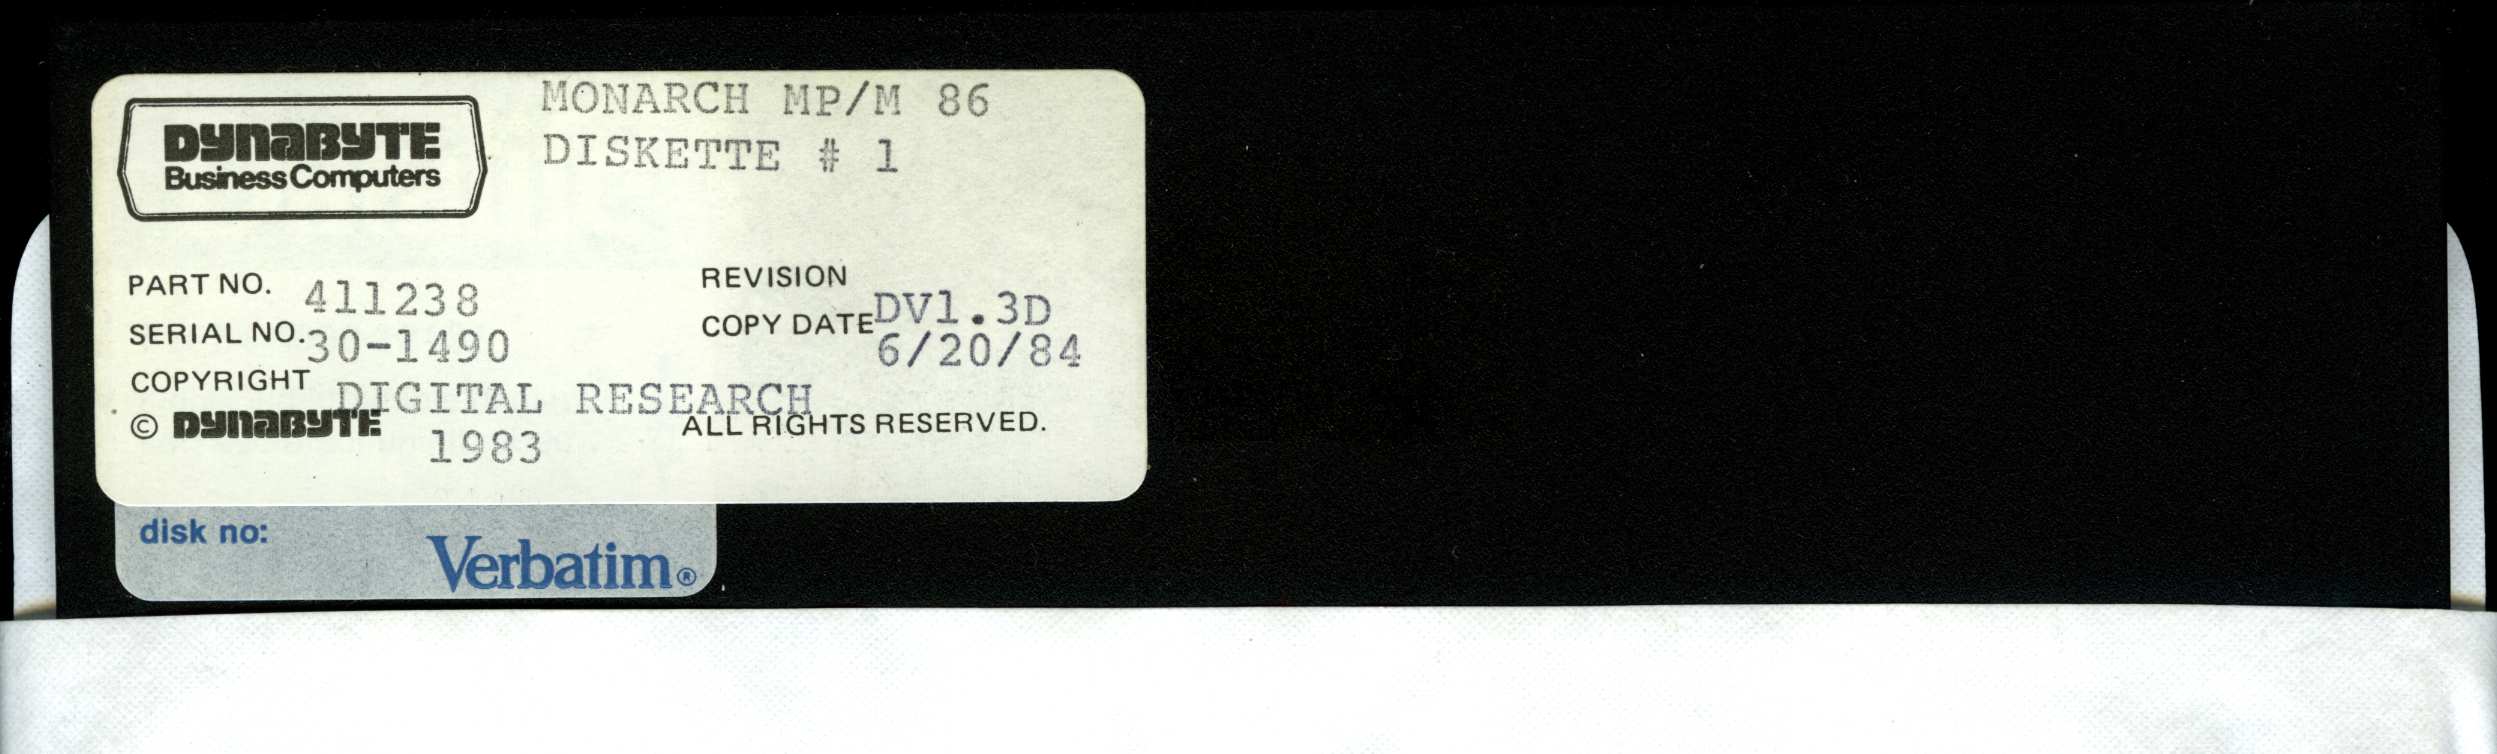 MONARCH MP/M 86
DYNABYTE
Business Computers
DISKETTE # 1
PART NO. 411238
REVISION DV1.3D
SERIAL NO. 30-1490
COPY DATE 6/20/84
COPYRIGHT DIGITAL RESEARCH
© DYNABYTE 1983 ALL RIGHTS RESERVED.
disk no:
Verbatim®